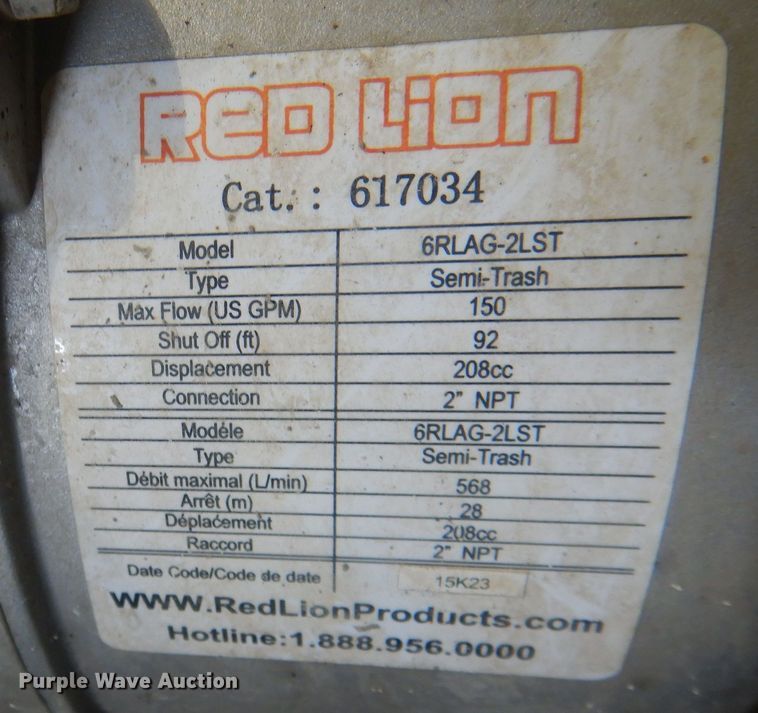 RED LION
Cat.: 617034
Model 6RLAG-2LST
Type Semi-Trash
Max Flow (US GPM) 150
Shut Off (ft) 92
Displacement 208cc
Connection 2" NPT
Modéle 6RLAG-2LST
Type Semi-Trash
Débit maximal (L/min) 568
Arrêt (m) 28
Déplacement 208cc
Raccord 2" NPT
Date Code/Code de date 15K23
WWW.RedLionProducts.com
Hotline:1.888.956.0000
Purple Wave Auction